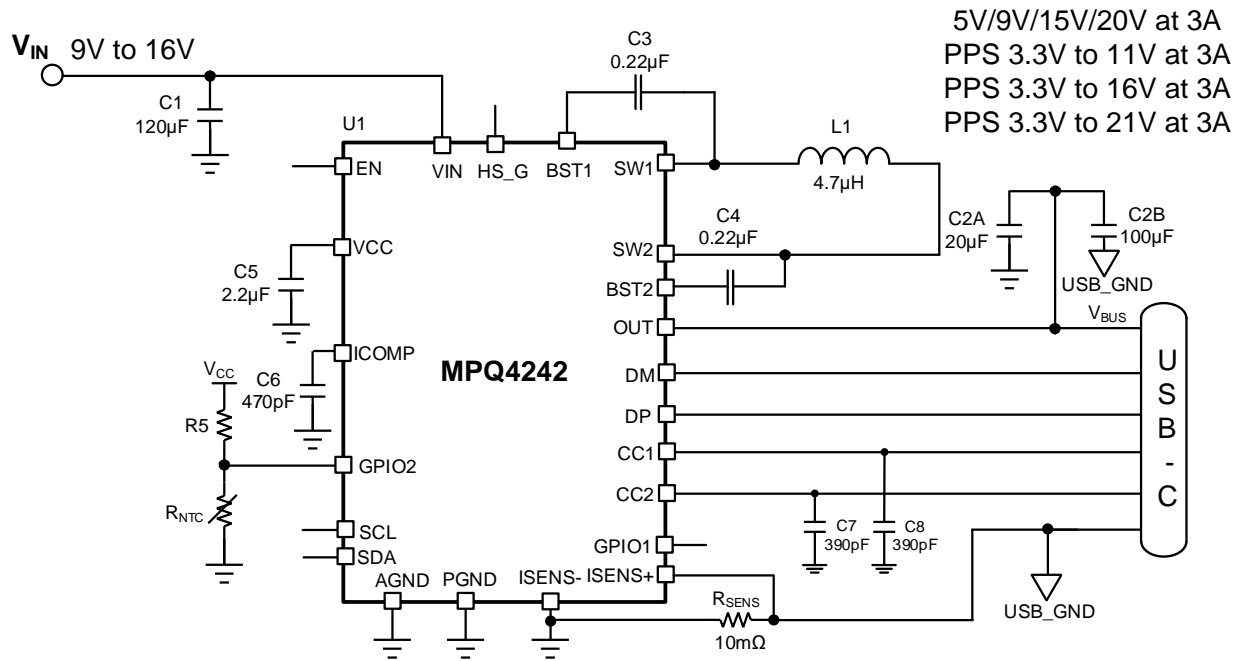 5V/9V/15V/20V at 3A
PPS 3.3V to 11V at 3A
PPS 3.3V to 16V at 3A
PPS 3.3V to 21V at 3A
VIN 9V to 16V
C1
120µF
C3
0.22µF
U1
EN
VIN
HS_G
BST1
SW1
L1
4.7µH
VCC
C5
2.2µF
C4
0.22µF
SW2
BST2
C2A
20µF
C2B
100µF
USB_GND
OUT
VBUS
ICOMP
C6
470pF
MPQ4242
DM
DP
CC1
CC2
USB-C
VCC
R5
GPIO2
RNTC
C7
390pF
C8
390pF
SCL
SDA
GPIO1
AGND
PGND
ISENS-
ISENS+
RSENS
10mΩ
USB_GND